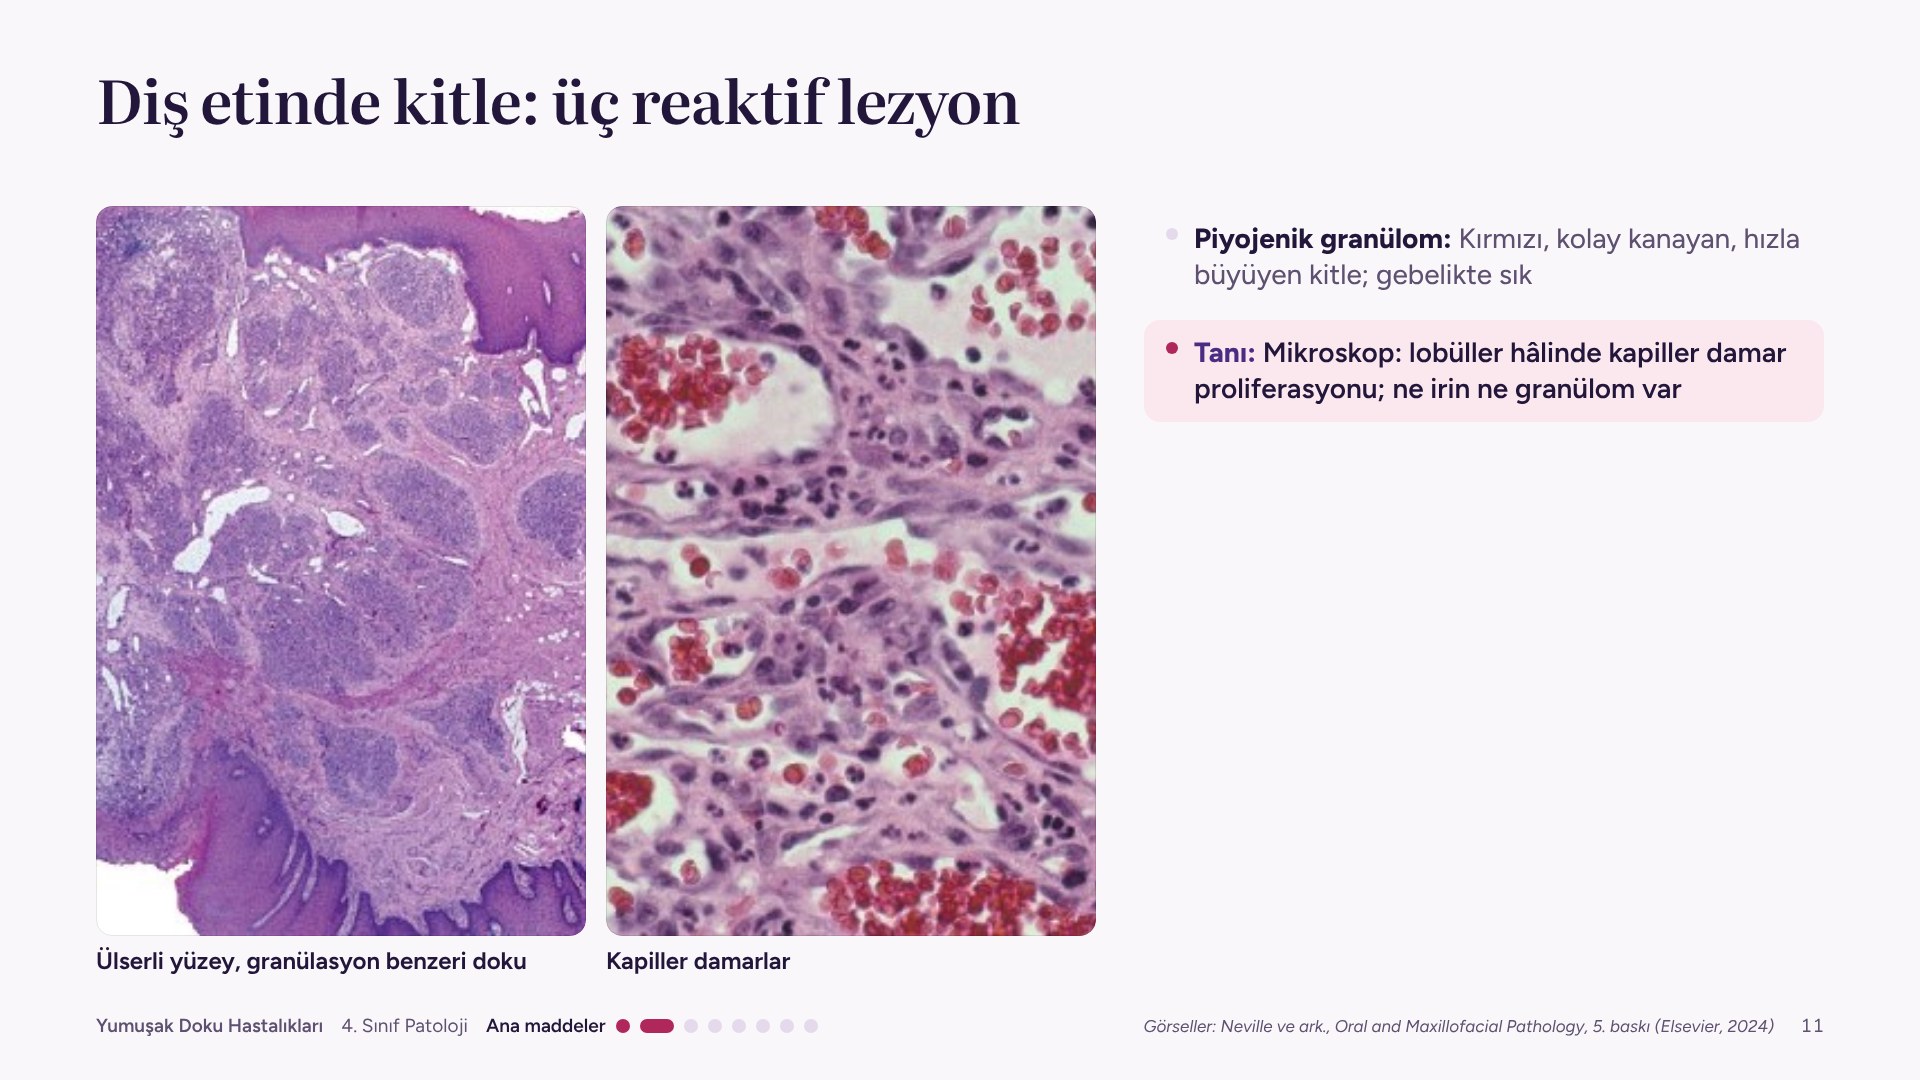 Diş etinde kitle: üç reaktif lezyon
Piyojenik granülom: Kırmızı, kolay kanayan, hızla
büyüyen kitle; gebelikte sık
Tanı: Mikroskop: lobüller hâlinde kapiller damar
proliferasyonu; ne irin ne granülom var
Ülserli yüzey, granülasyon benzeri doku
Kapiller damarlar
Yumuşak Doku Hastalıkları 4. Sınıf Patoloji Ana maddeler
Görseller: Neville ve ark., Oral and Maxillofacial Pathology, 5. baskı (Elsevier, 2024) 11